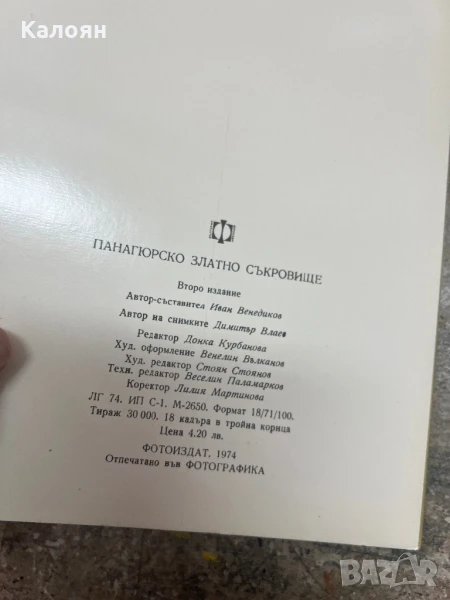 Калоян
ПАНАГЮРСКО ЗЛАТНО СЪКРОВИЩЕ
Второ издание
Автор-съставител Иван Венедиков
Автор на снимките Димитър Влаев
Редактор Донка Курбанова
Худ. оформление Венелин Вълканов
Худ. редактор Стоян Стоянов
Техн. редактор Веселин Паламарков
Коректор Лилия Мартинова
ЛГ 74. ИП С-1. М-2650. Формат 18/71/100.
Тираж 30 000. 18 кадъра в тройна корица
Цена 4.20 лв.
ФОТОИЗДАТ, 1974
Отпечатано във ФОТОГРАФИКА
BAZAR